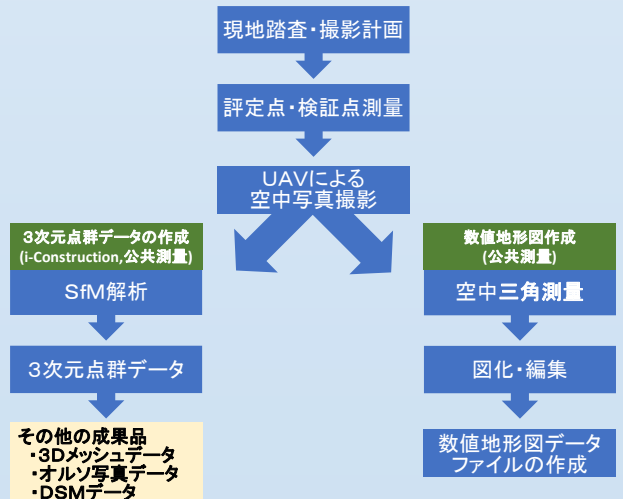 現地踏査・撮影計画
評定点・検証点測量
UAVによる
空中写真撮影
3次元点群データの作成
(i-Construction,公共測量)
SfM解析
3次元点群データ
その他の成果品
・3Dメッシュデータ
・オルソ写真データ
・DSMデータ
数値地形図作成
(公共測量)
空中三角測量
図化・編集
数値地形図データ
ファイルの作成